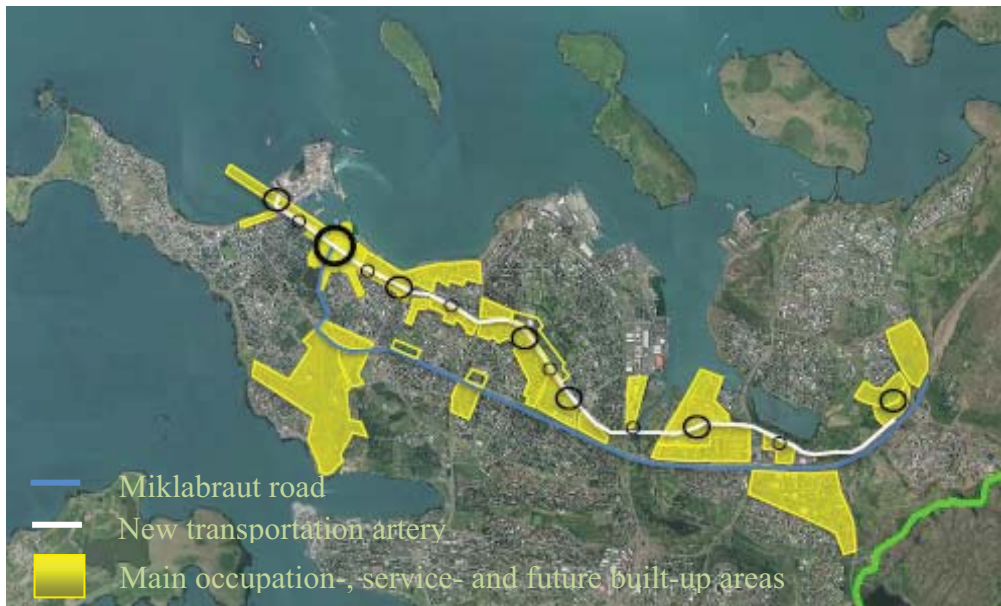 Miklabraut road
New transportation artery
Main occupation-, service- and future built-up areas